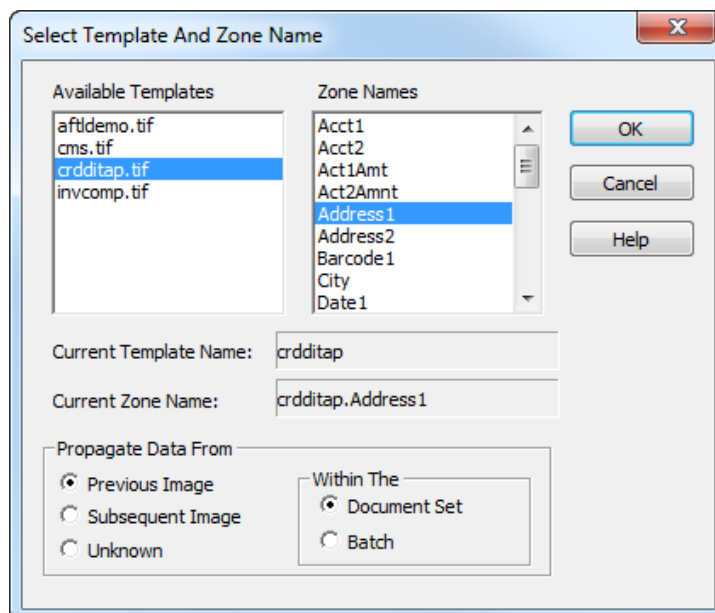 Select Template And Zone Name
Available Templates
aftldemo.tif
cms.tif
crdditap.tif
invcomp.tif
Zone Names
Acct1
Acct2
Act1Amt
Act2Amnt
Address1
Address2
Barcode1
City
Date1
OK
Cancel
Help
Current Template Name: crdditap
Current Zone Name: crdditap.Address1
Propagate Data From
Previous Image
Subsequent Image
Unknown
Within The
Document Set
Batch